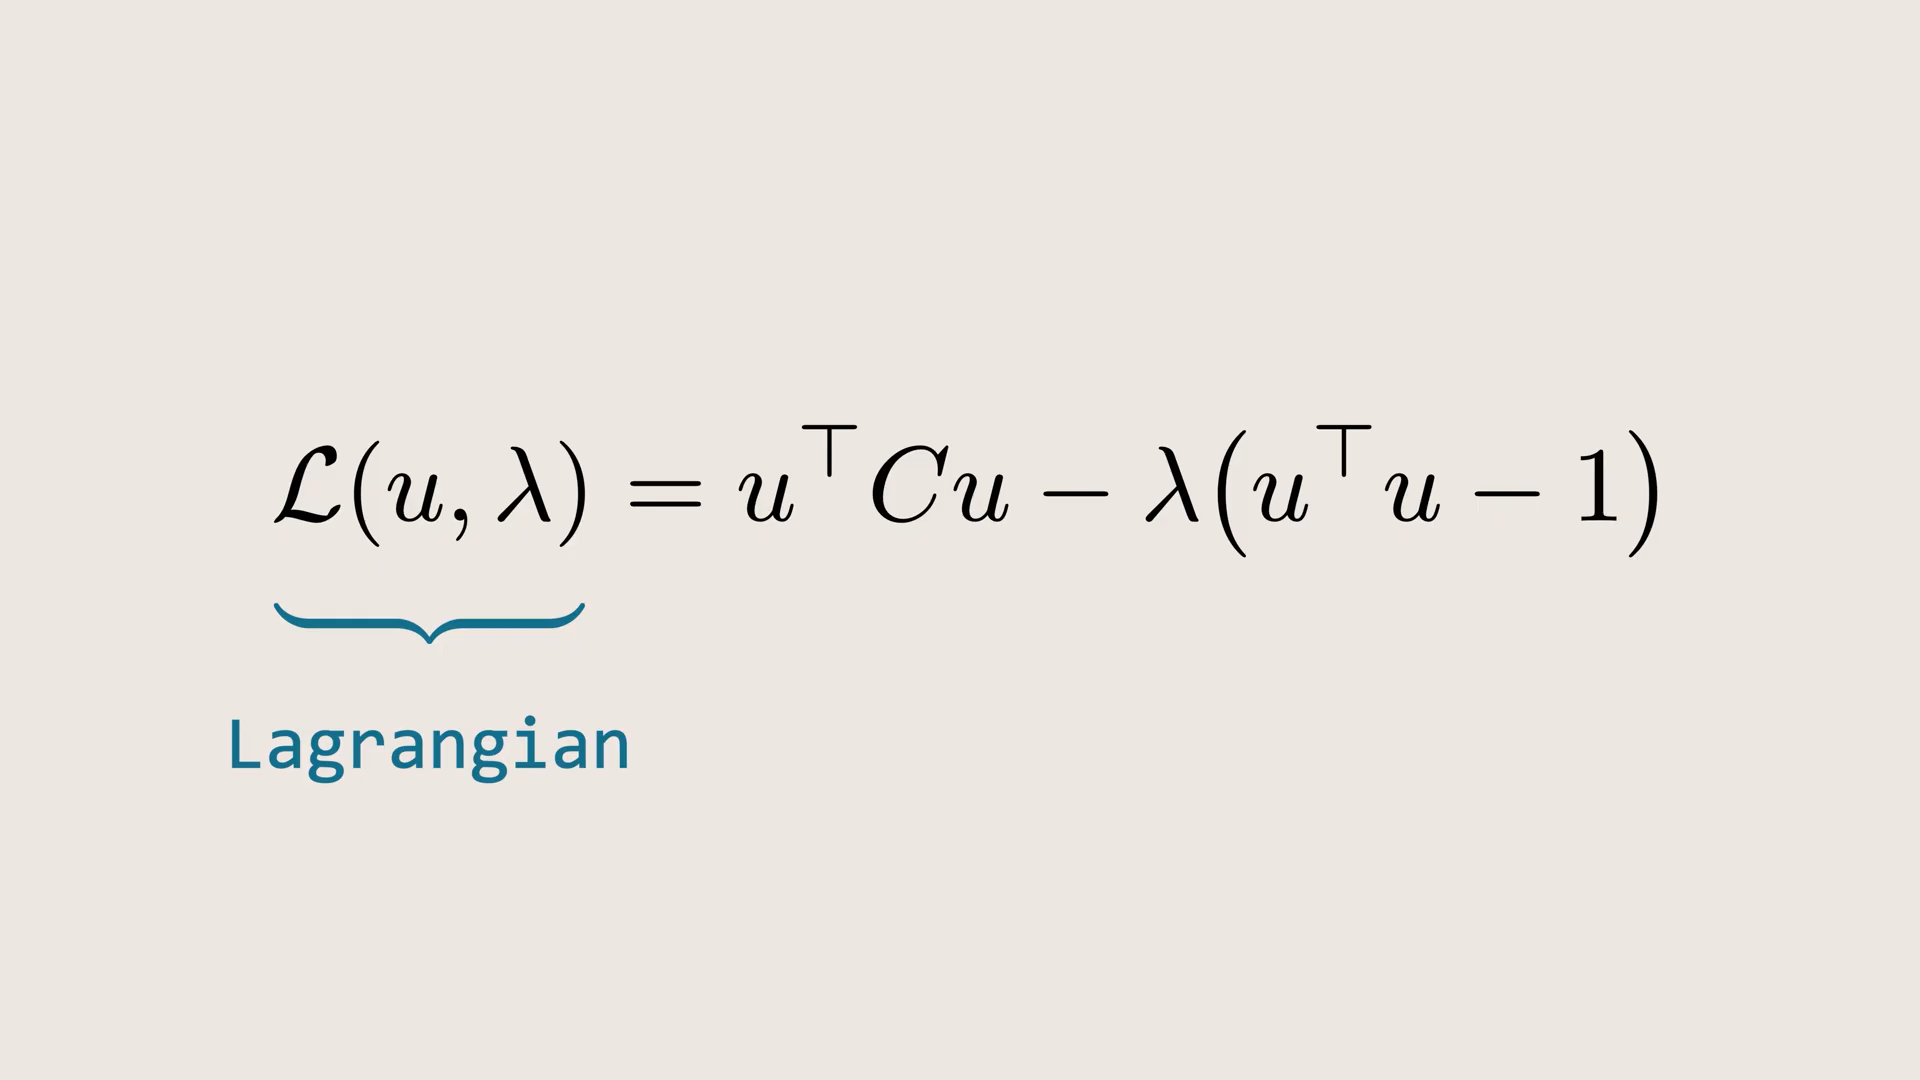 ℒ(u, λ) = u⊤Cu − λ(u⊤u − 1)
Lagrangian